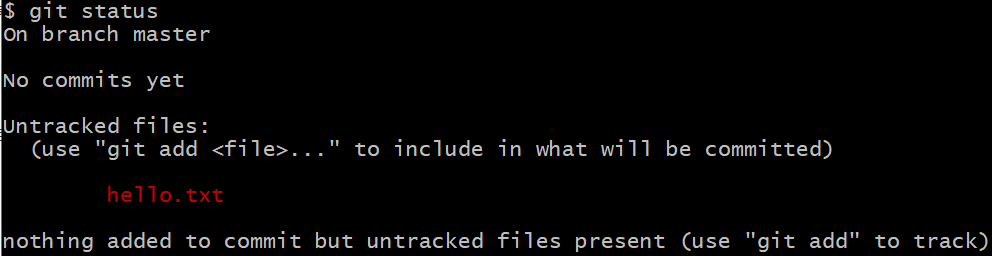 $ git status
On branch master
No commits yet
Untracked files:
(use "git add <file>..." to include in what will be committed)
hello.txt
nothing added to commit but untracked files present (use "git add" to track)